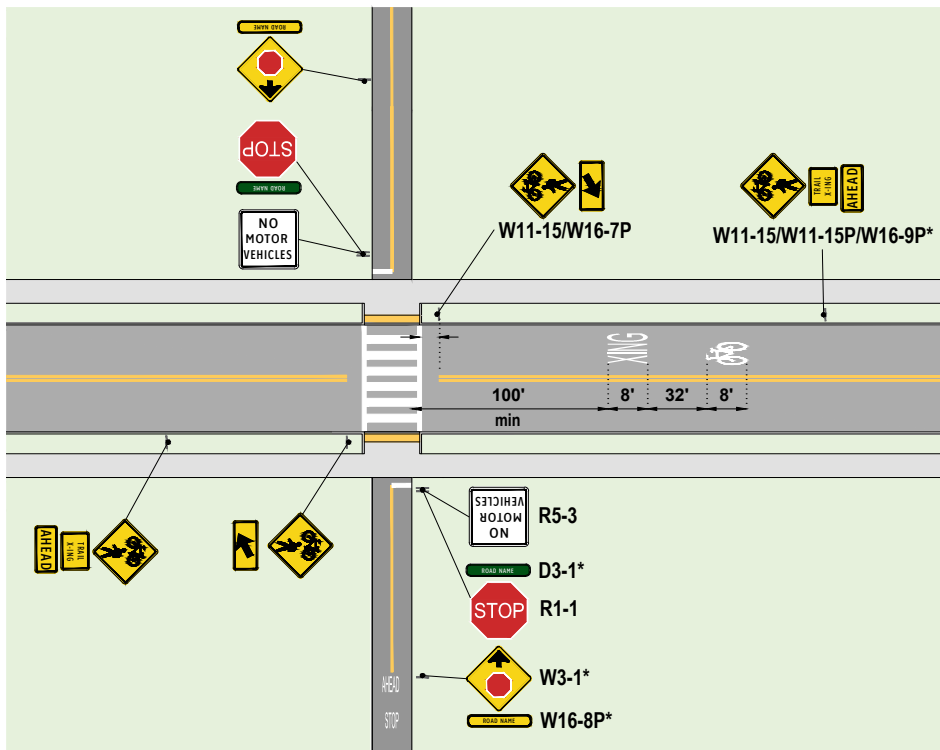 ROAD NAME
STOP
ROAD NAME
NO
MOTOR
VEHICLES
W11-15/W16-7P
TRAIL
X-ING
AHEAD
W11-15/W11-15P/W16-9P*
XING
100'
min
8'
32'
8'
AHEAD
TRAIL
X-ING
NO
MOTOR
VEHICLES
R5-3
ROAD NAME
D3-1*
STOP
R1-1
W3-1*
ROAD NAME
W16-8P*
AHEAD
STOP